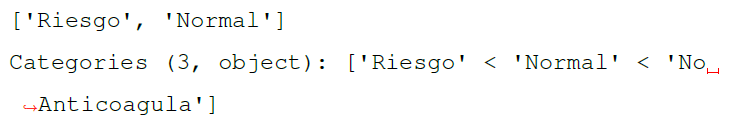 ['Riesgo', 'Normal']
Categories (3, object): ['Riesgo' < 'Normal' < 'No␣
↪Anticoagula']